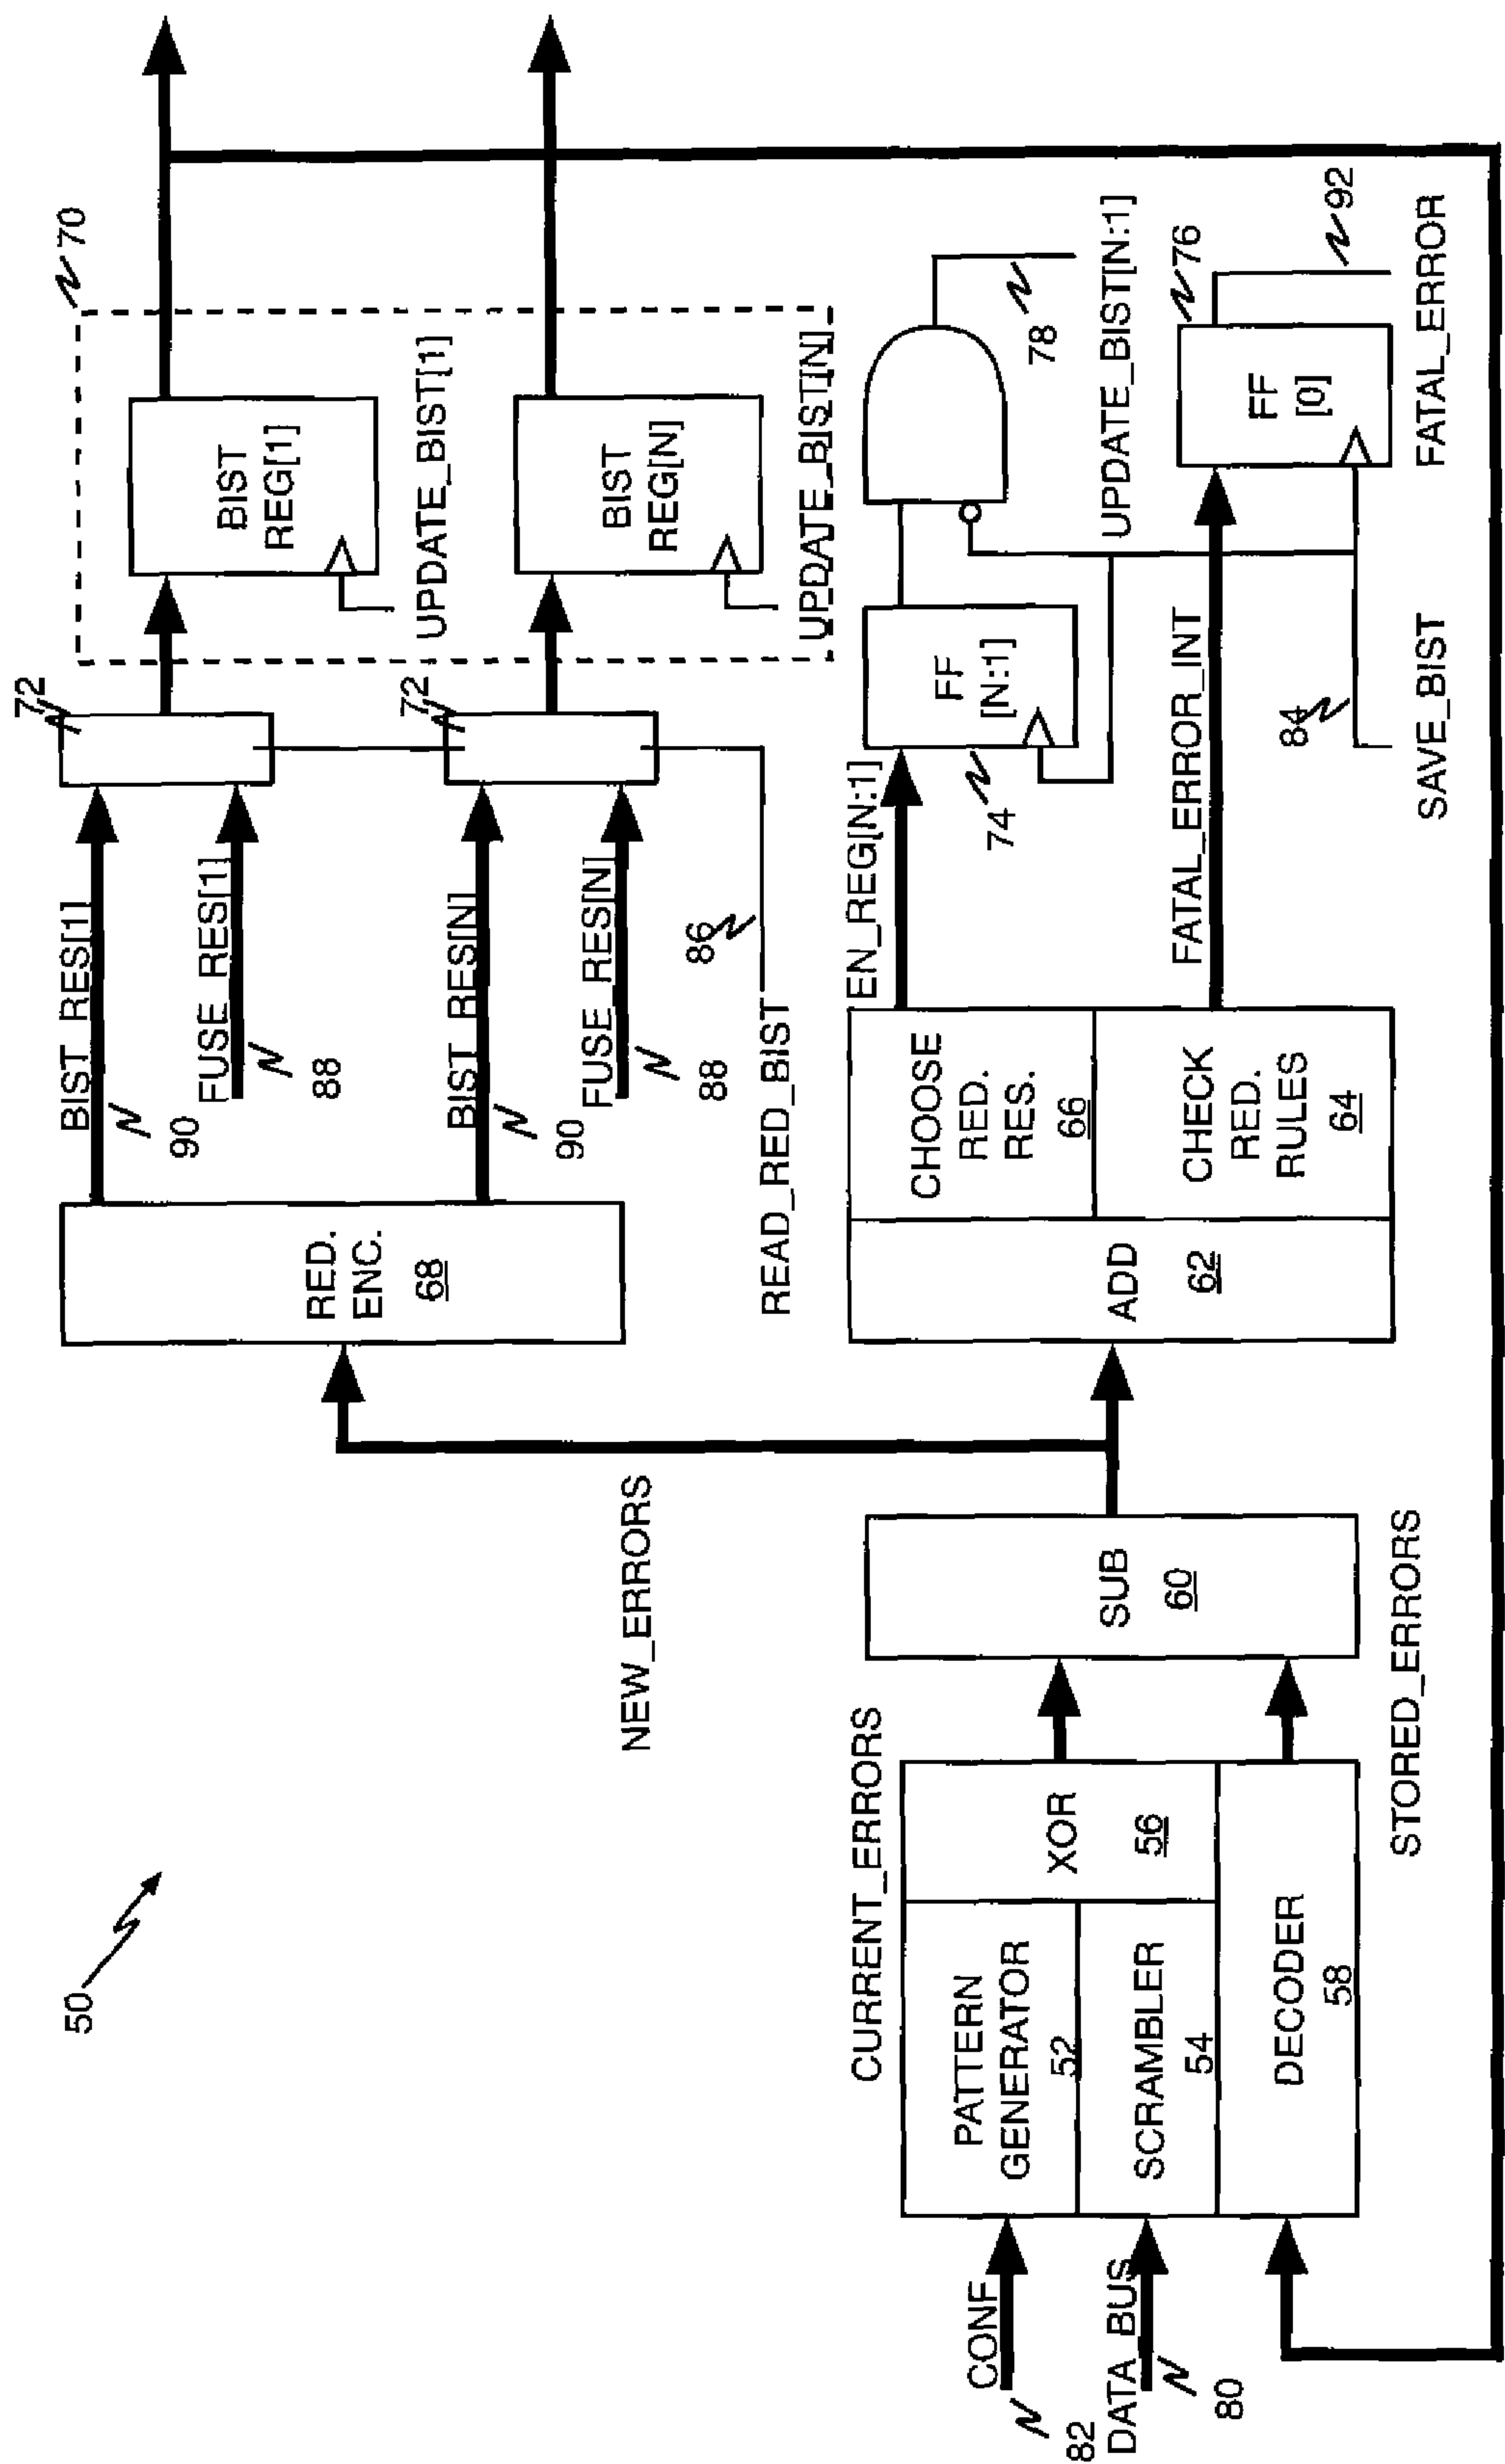 50
CONF
82
DATA_BUS
80
PATTERN
GENERATOR
52
SCRAMBLER
54
XOR
56
DECODER
58
CURRENT_ERRORS
STORED_ERRORS
SUB
60
NEW_ERRORS
RED.
ENC.
68
ADD
62
CHOOSE
RED.
RES.
66
CHECK
RED.
RULES
64
BIST_RES[1]
90
FUSE_RES[1]
88
BIST_RES[N]
90
FUSE_RES[N]
88
READ_RED_BIST
86
72
72
70
BIST
REG[1]
UPDATE_BIST[1]
BIST
REG[N]
UPDATE_BIST[N]
EN_REG[N:1]
74
FF
[N:1]
78
UPDATE_BIST[N:1]
FATAL_ERROR_INT
FF
[0]
76
92
FATAL_ERROR
84
SAVE_BIST